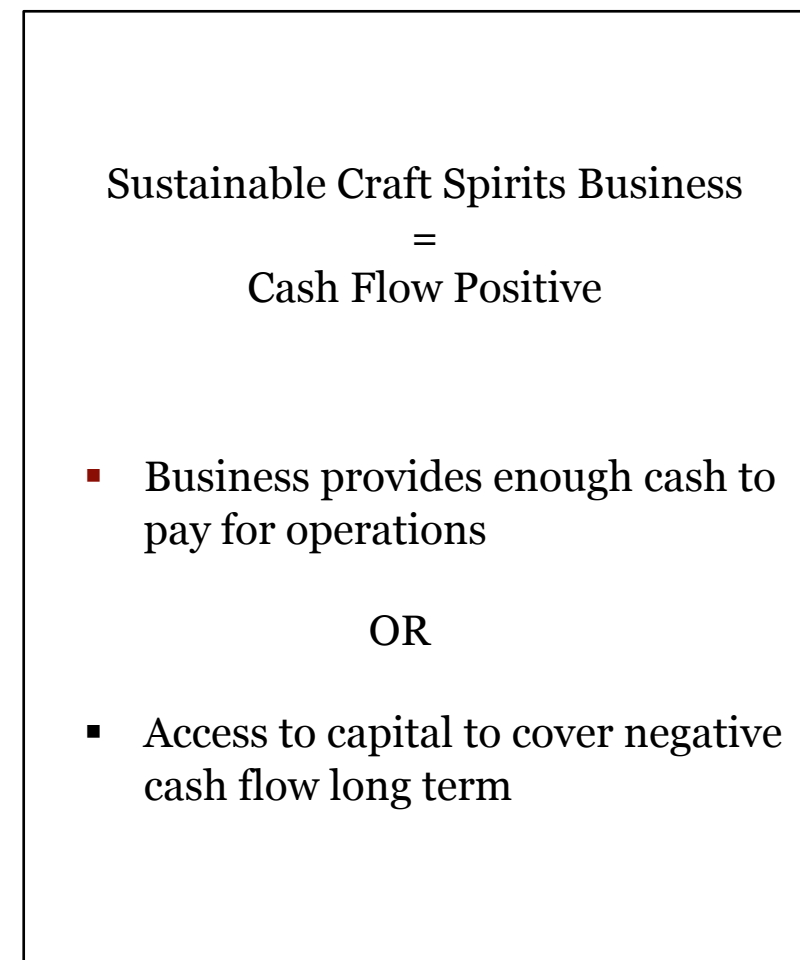 Sustainable Craft Spirits Business
=
Cash Flow Positive
▪ Business provides enough cash to
pay for operations
OR
▪ Access to capital to cover negative
cash flow long term